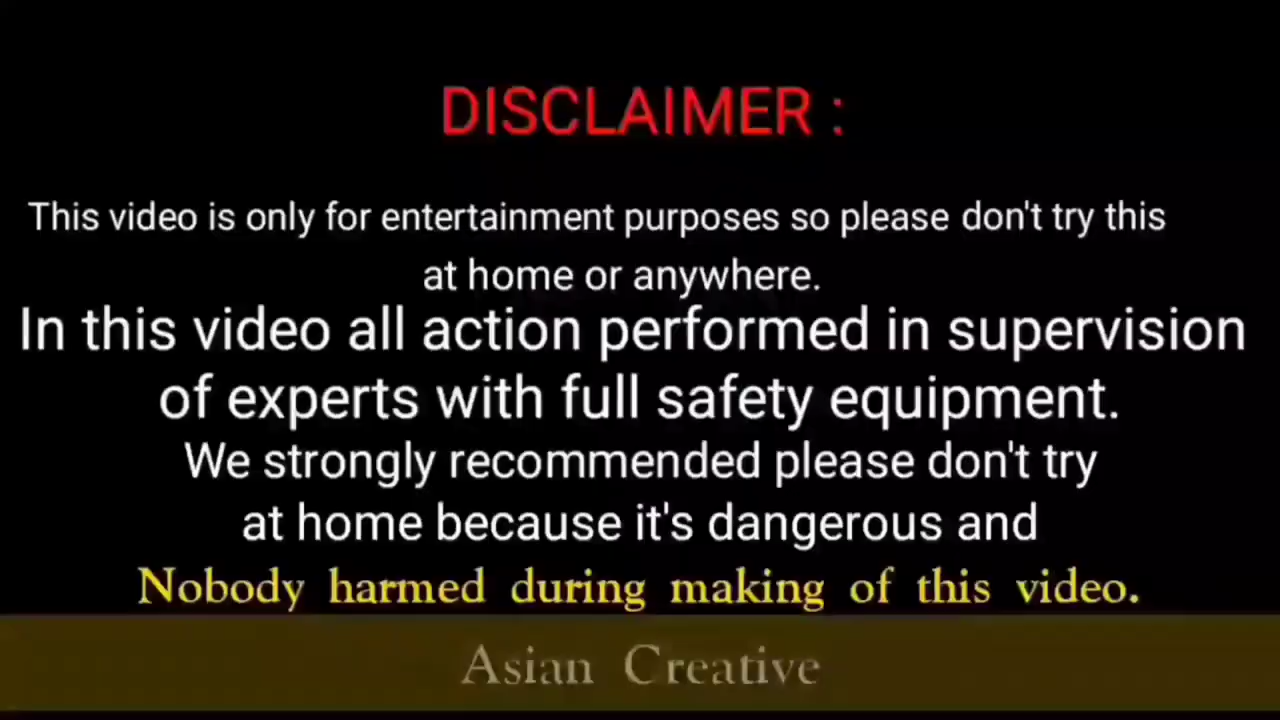 DISCLAIMER :
This video is only for entertainment purposes so please don't try this
at home or anywhere.
In this video all action performed in supervision
of experts with full safety equipment.
We strongly recommended please don't try
at home because it's dangerous and
Nobody harmed during making of this video.
Asian Creative